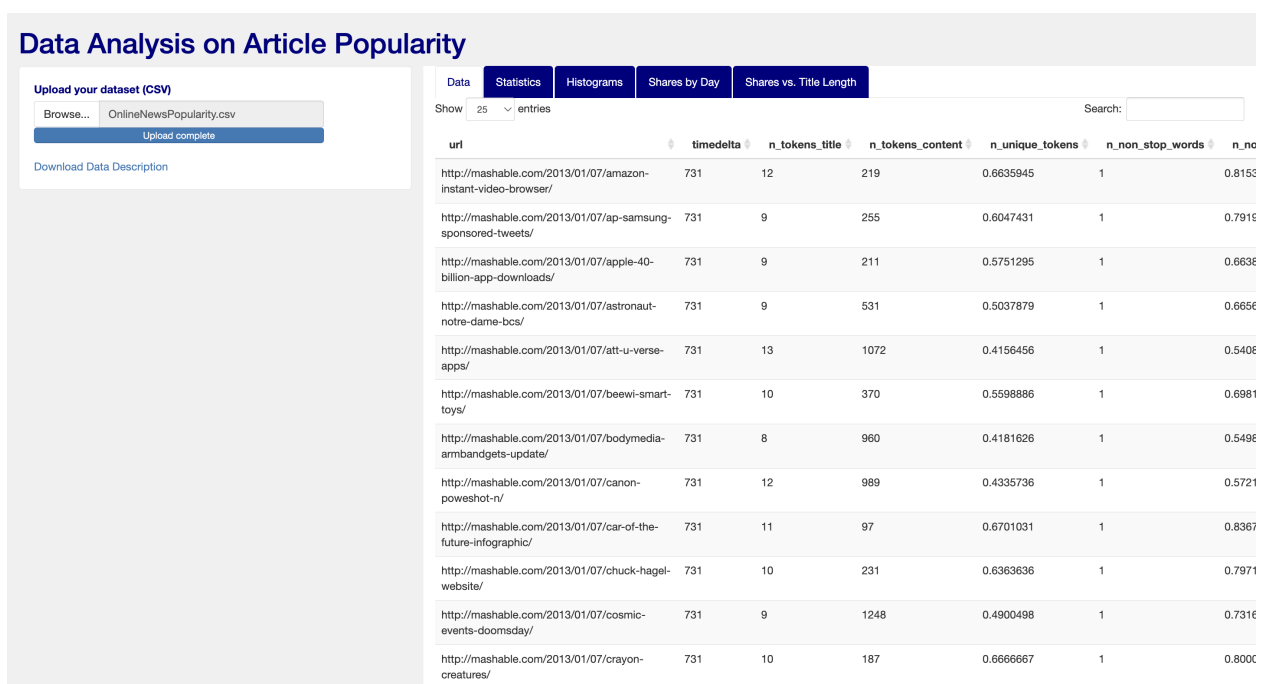 Data Analysis on Article Popularity
Upload your dataset (CSV)
Browse... OnlineNewsPopularity.csv
Upload complete
Download Data Description
Data Statistics Histograms Shares by Day Shares vs. Title Length
Show 25 entries Search:
url timedelta n_tokens_title n_tokens_content n_unique_tokens n_non_stop_words n_no
http://mashable.com/2013/01/07/amazon- 731 12 219 0.6635945 1 0.8153
instant-video-browser/
http://mashable.com/2013/01/07/ap-samsung- 731 9 255 0.6047431 1 0.7919
sponsored-tweets/
http://mashable.com/2013/01/07/apple-40- 731 9 211 0.5751295 1 0.6638
billion-app-downloads/
http://mashable.com/2013/01/07/astronaut- 731 9 531 0.5037879 1 0.6656
notre-dame-bcs/
http://mashable.com/2013/01/07/att-u-verse- 731 13 1072 0.4156456 1 0.5408
apps/
http://mashable.com/2013/01/07/beewi-smart- 731 10 370 0.5598886 1 0.6981
toys/
http://mashable.com/2013/01/07/bodymedia- 731 8 960 0.4181626 1 0.5498
armbandgets-update/
http://mashable.com/2013/01/07/canon- 731 12 989 0.4335736 1 0.5721
poweshot-n/
http://mashable.com/2013/01/07/car-of-the- 731 11 97 0.6701031 1 0.8367
future-infographic/
http://mashable.com/2013/01/07/chuck-hagel- 731 10 231 0.6363636 1 0.7971
website/
http://mashable.com/2013/01/07/cosmic- 731 9 1248 0.4900498 1 0.7316
events-doomsday/
http://mashable.com/2013/01/07/crayon- 731 10 187 0.6666667 1 0.8000
creatures/